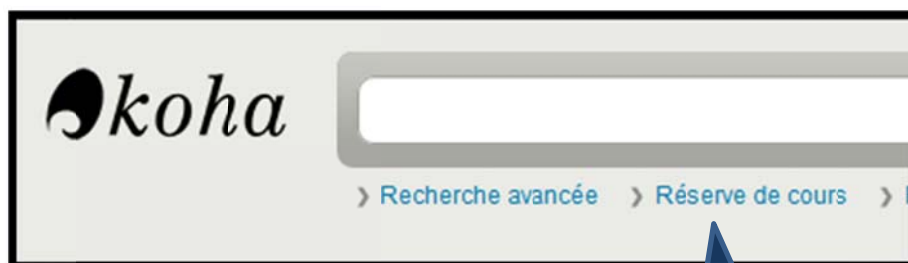 koha
› Recherche avancée › Réserve de cours ›